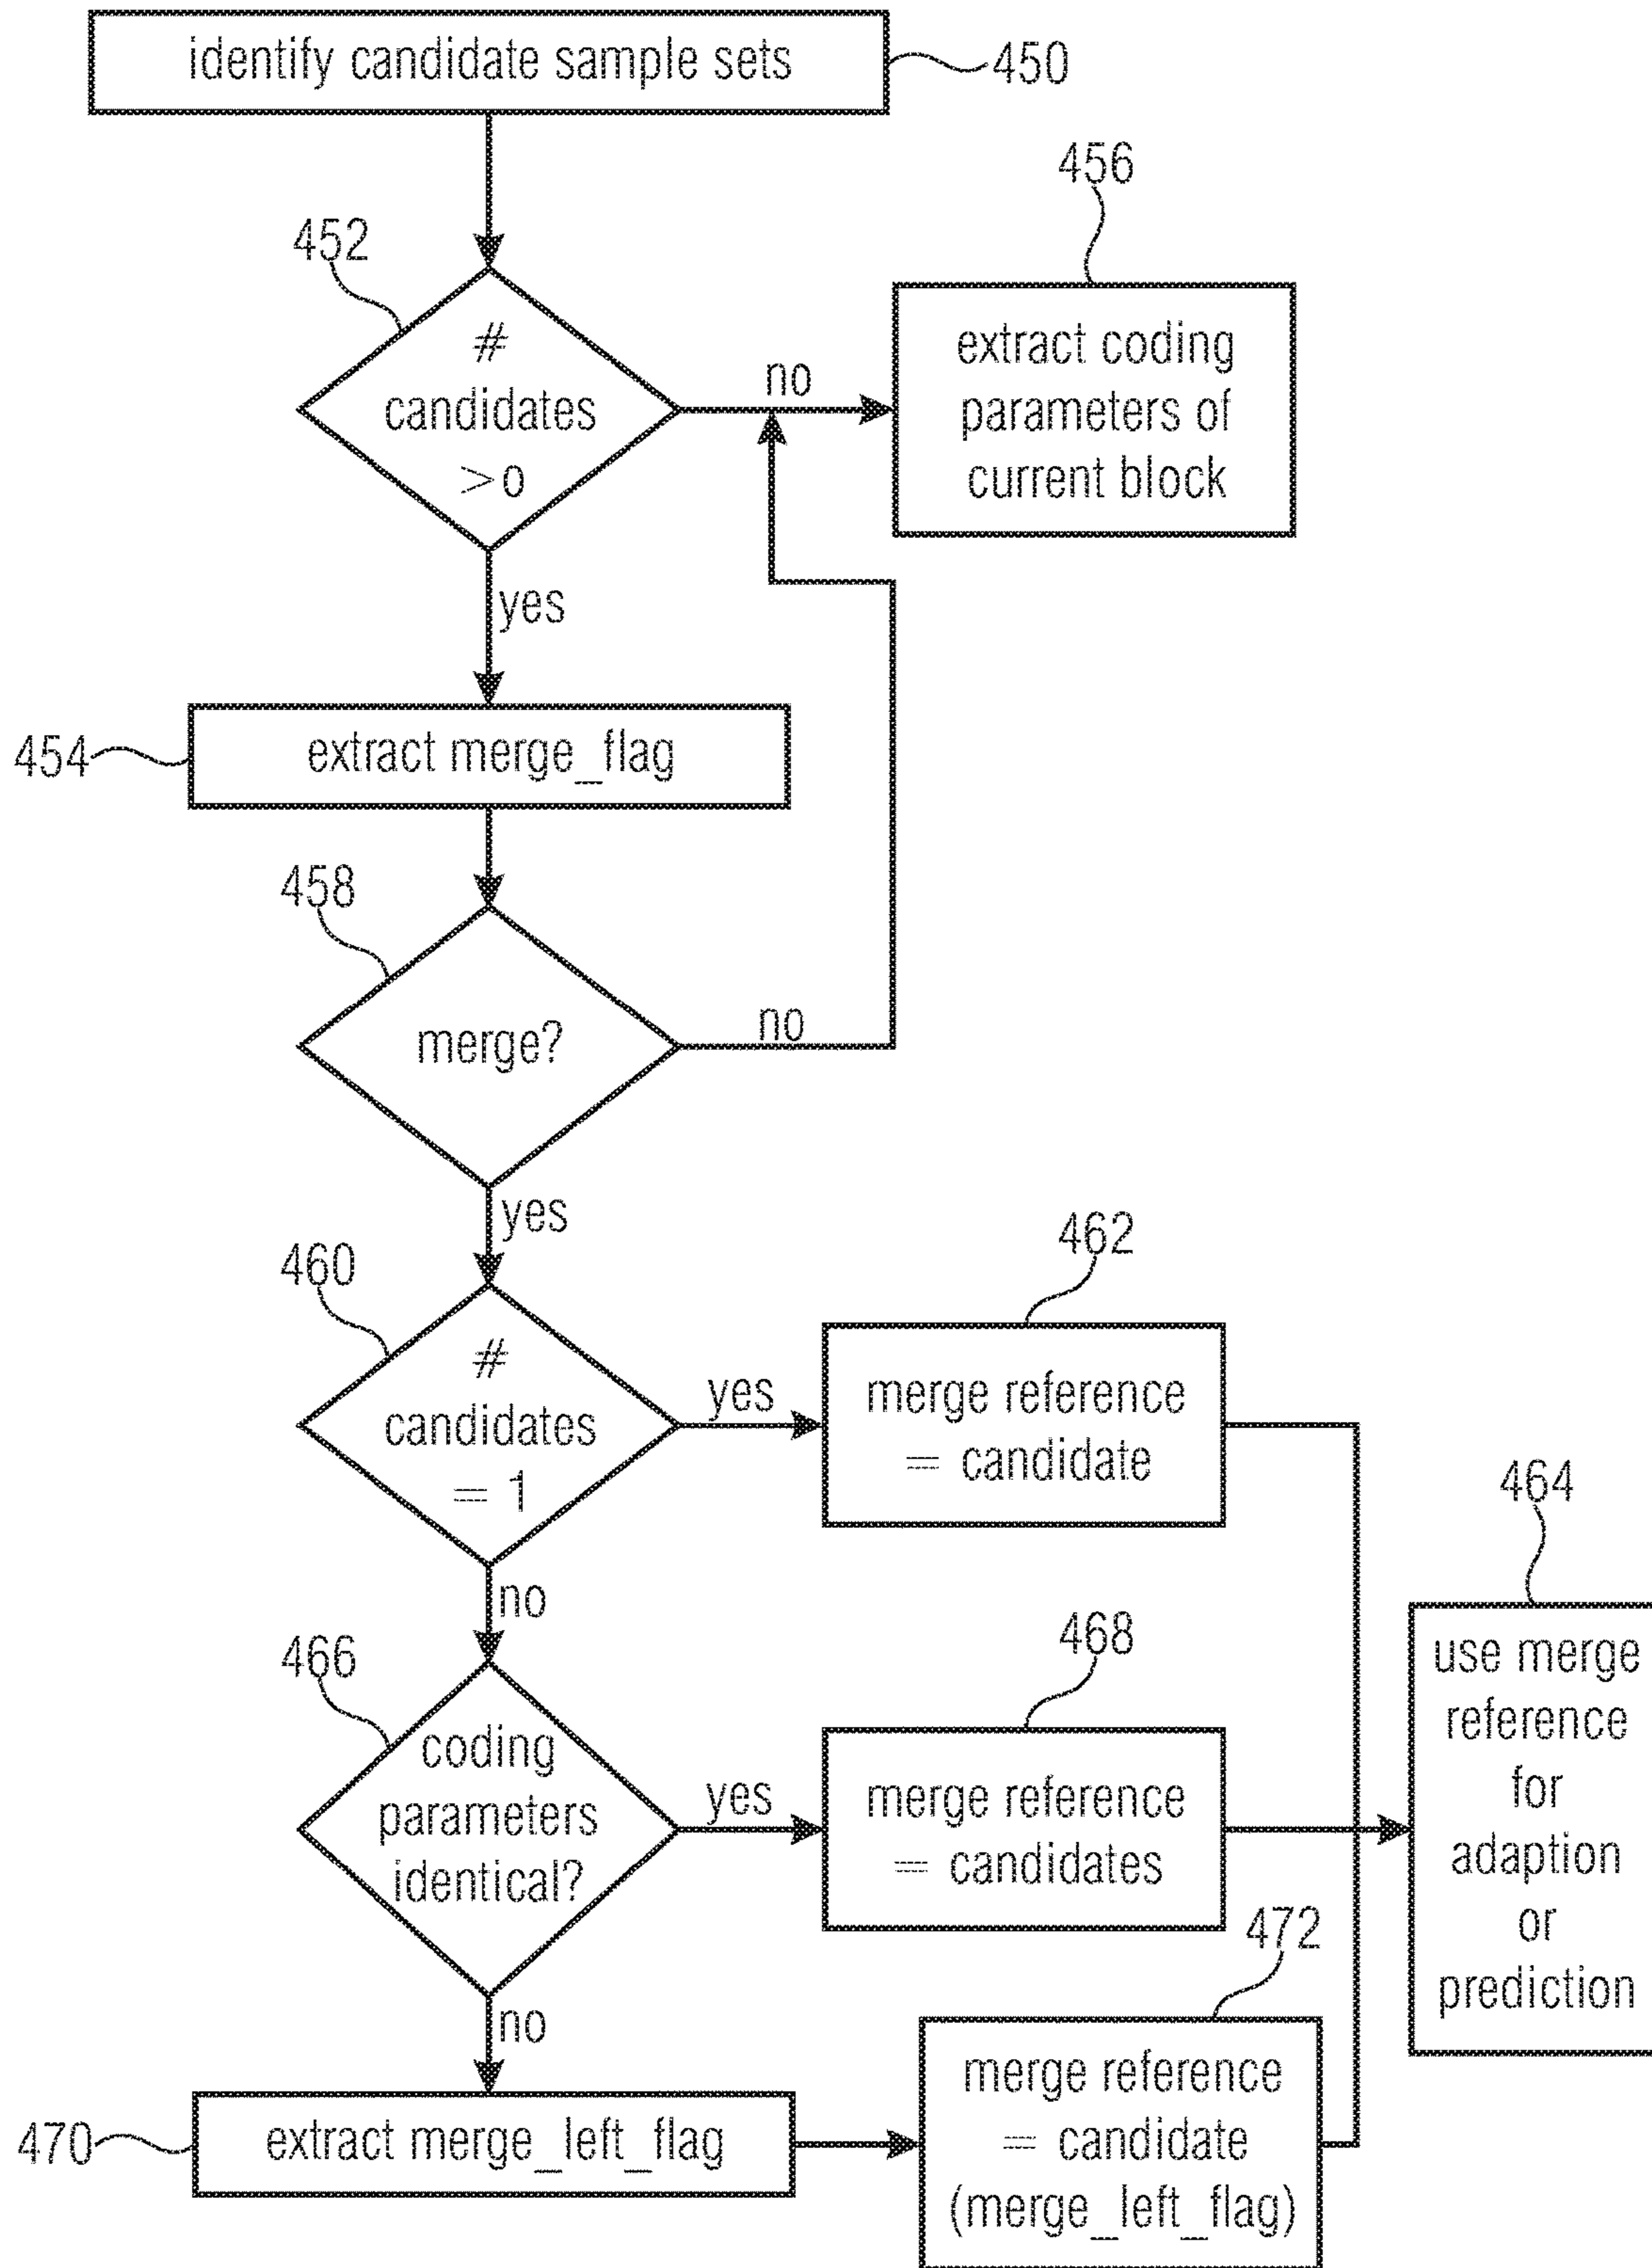 identify candidate sample sets
450
456
452
#
candidates
>0
no
extract coding
parameters of
current block
yes
454
extract merge_flag
458
merge?
no
yes
460
#
candidates
= 1
yes
462
merge reference
= candidate
464
use merge
reference
for
adaption
or
prediction
no
466
coding
parameters
identical?
yes
468
merge reference
= candidates
no
470
extract merge_left_flag
472
merge reference
= candidate
(merge_left_flag)